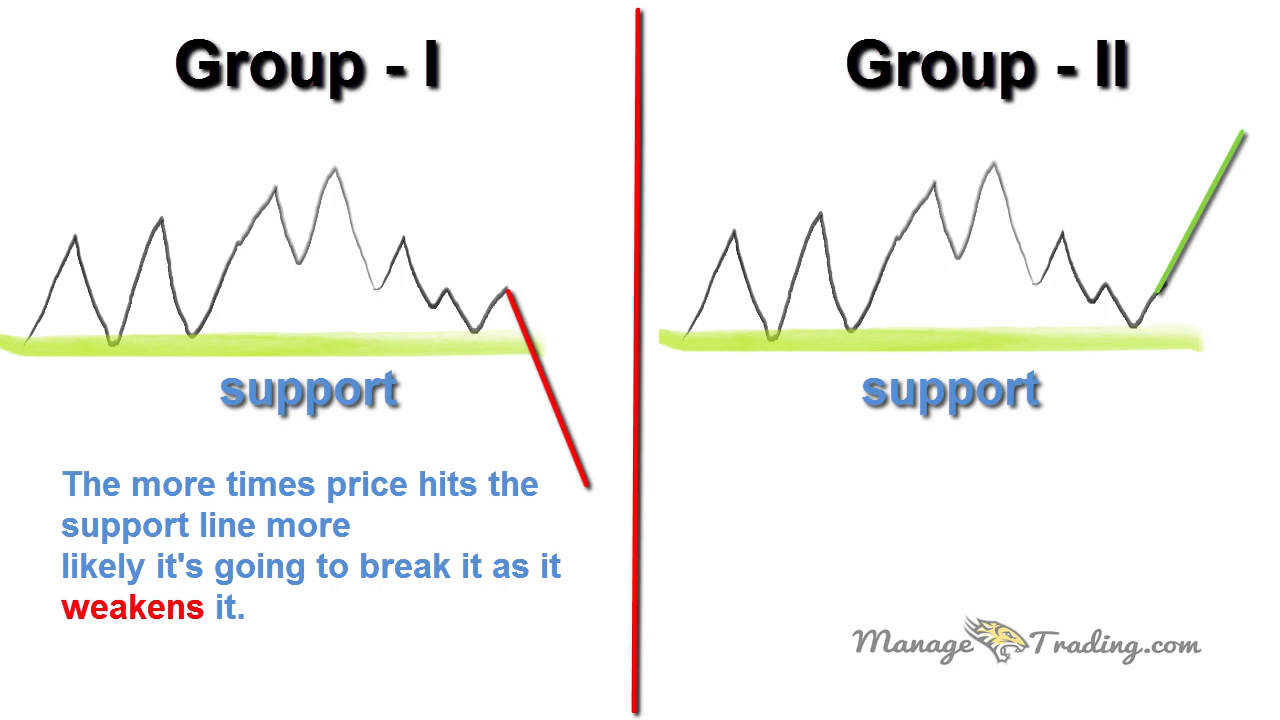 Group - I
support
The more times price hits the
support line more
likely it's going to break it as it
weakens it.
Group - II
support
ManageTrading.com